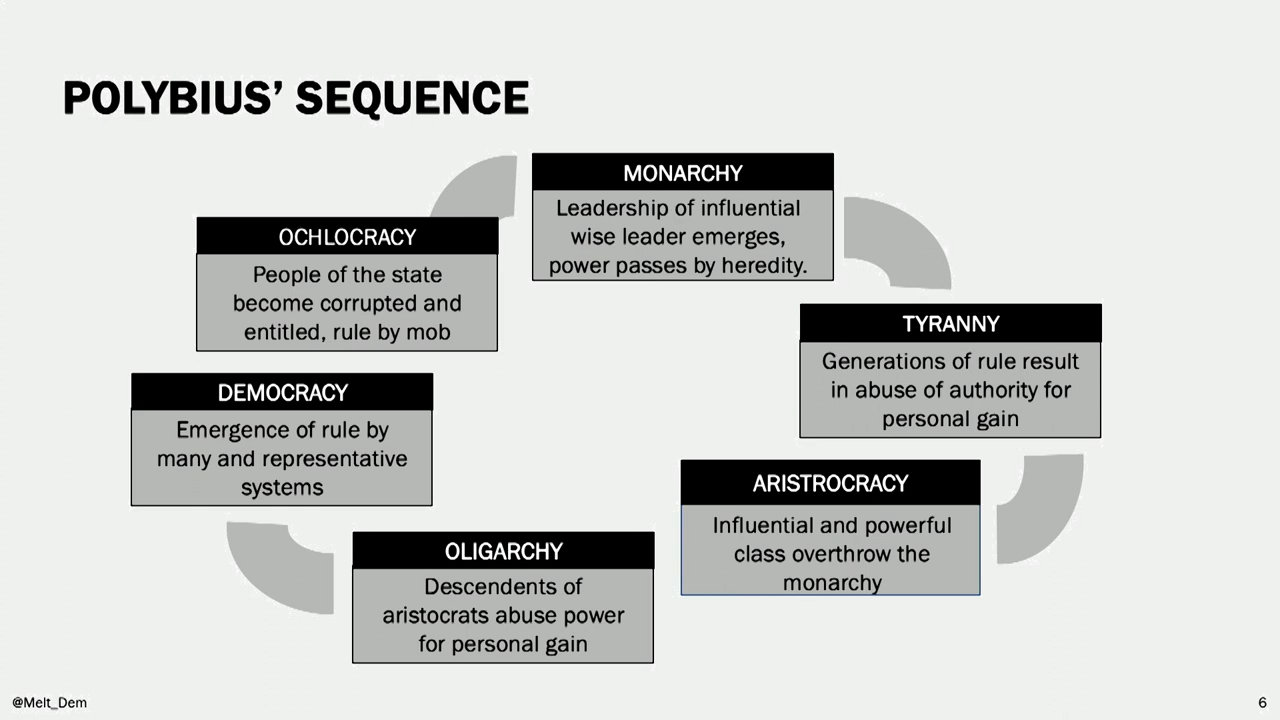 POLYBIUS’ SEQUENCE
MONARCHY
Leadership of influential
wise leader emerges,
power passes by heredity.
TYRANNY
Generations of rule result
in abuse of authority for
personal gain
ARISTROCRACY
Influential and powerful
class overthrow the
monarchy
OLIGARCHY
Descendents of
aristocrats abuse power
for personal gain
DEMOCRACY
Emergence of rule by
many and representative
systems
OCHLOCRACY
People of the state
become corrupted and
entitled, rule by mob
@Melt_Dem
6